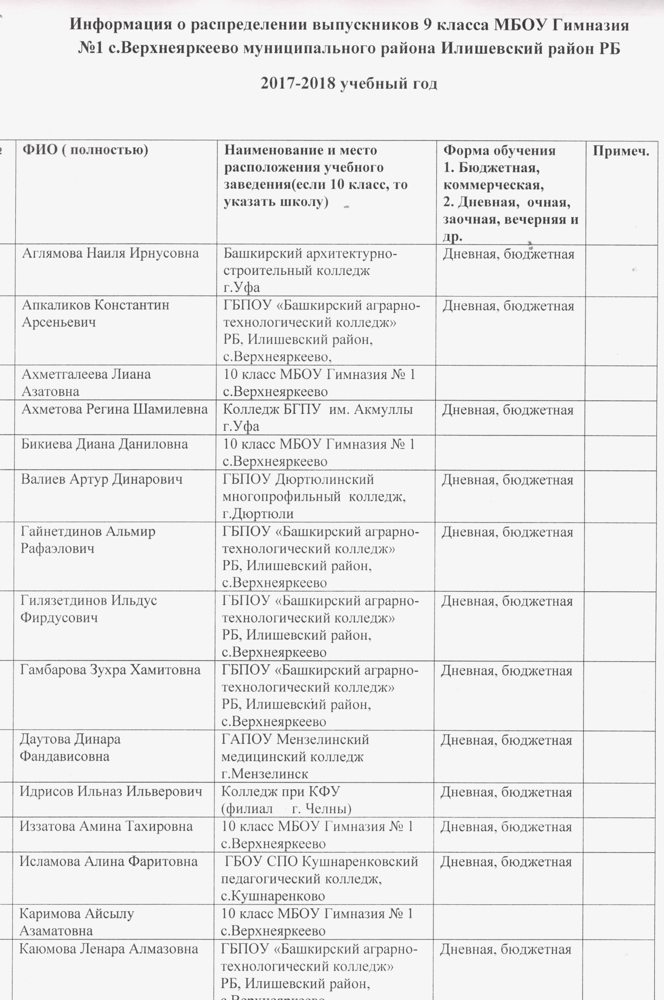 Информация о распределении выпускников 9 класса МБОУ Гимназия
№1 с.Верхнеяркеево муниципального района Илишевский район РБ
2017-2018 учебный год
ФИО ( полностью)
Наименование и место
расположения учебного
заведения(если 10 класс, то
указать школу)
Форма обучения
1. Бюджетная,
коммерческая,
2. Дневная, очная,
заочная, вечерняя и
др.
Примеч.
Аглямова Наиля Ирнусовна
Башкирский архитектурно-
строительный колледж
г.Уфа
Дневная, бюджетная
Апкаликов Константин
Арсеньевич
ГБПОУ «Башкирский аграрно-
технологический колледж»
РБ, Илишевский район,
с.Верхнеяркеево,
Дневная, бюджетная
Ахметгалеева Лиана
Азатовна
10 класс МБОУ Гимназия № 1
с.Верхнеяркеево
Ахметова Регина Шамилевна
Колледж БГПУ им. Акмуллы
г.Уфа
Дневная, бюджетная
Бикиева Диана Даниловна
10 класс МБОУ Гимназия № 1
с.Верхнеяркеево
Валиев Артур Динарович
ГБПОУ Дюртюлинский
многопрофильный колледж,
г.Дюртюли
Дневная, бюджетная
Гайнетдинов Альмир
Рафаэлович
ГБПОУ «Башкирский аграрно-
технологический колледж»
РБ, Илишевский район,
с.Верхнеяркеево
Дневная, бюджетная
Гилязетдинов Ильдус
Фирдусович
ГБПОУ «Башкирский аграрно-
технологический колледж»
РБ, Илишевский район,
с.Верхнеяркеево
Дневная, бюджетная
Гамбарова Зухра Хамитовна
ГБПОУ «Башкирский аграрно-
технологический колледж»
РБ, Илишевский район,
с.Верхнеяркеево
Дневная, бюджетная
Даутова Динара
Фандависовна
ГАПОУ Мензелинский
медицинский колледж
г.Мензелинск
Дневная, бюджетная
Идрисов Ильназ Ильверович
Колледж при КФУ
(филиал г. Челны)
Дневная, бюджетная
Иззатова Амина Тахировна
10 класс МБОУ Гимназия № 1
с.Верхнеяркеево
Дневная, бюджетная
Исламова Алина Фаритовна
ГБОУ СПО Кушнаренковский
педагогический колледж,
с.Кушнаренково
Дневная, бюджетная
Каримова Айсылу
Азаматовна
10 класс МБОУ Гимназия № 1
с.Верхнеяркеево
Каюмова Ленара Алмазовна
ГБПОУ «Башкирский аграрно-
технологический колледж»
РБ, Илишевский район,
Дневная, бюджетная